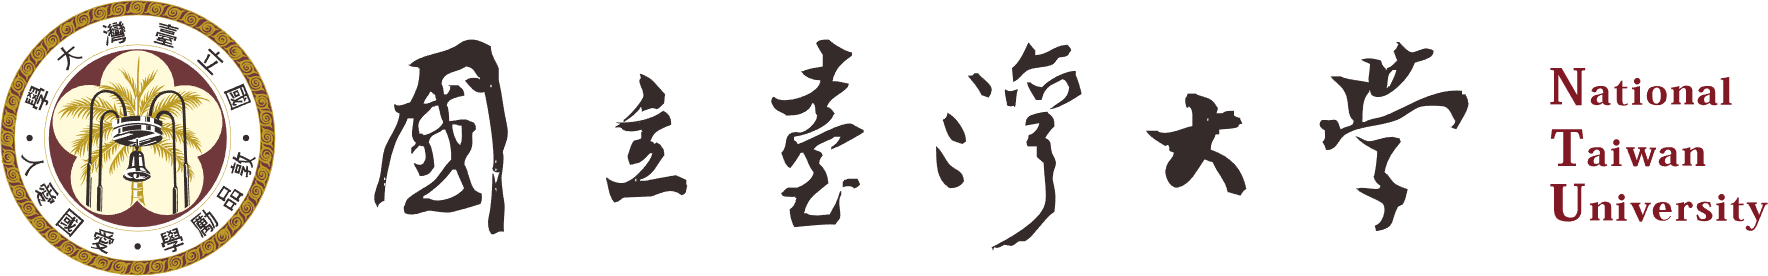 國立臺灣大學
敦品勵學・愛國愛人
國立臺灣大学
National
Taiwan
University